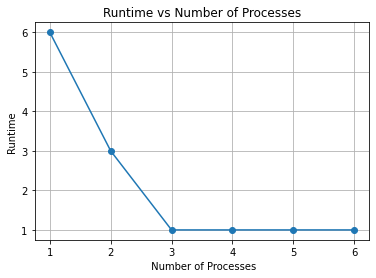 Runtime vs Number of Processes
6
5
4
3
2
1
Runtime
1 2 3 4 5 6
Number of Processes